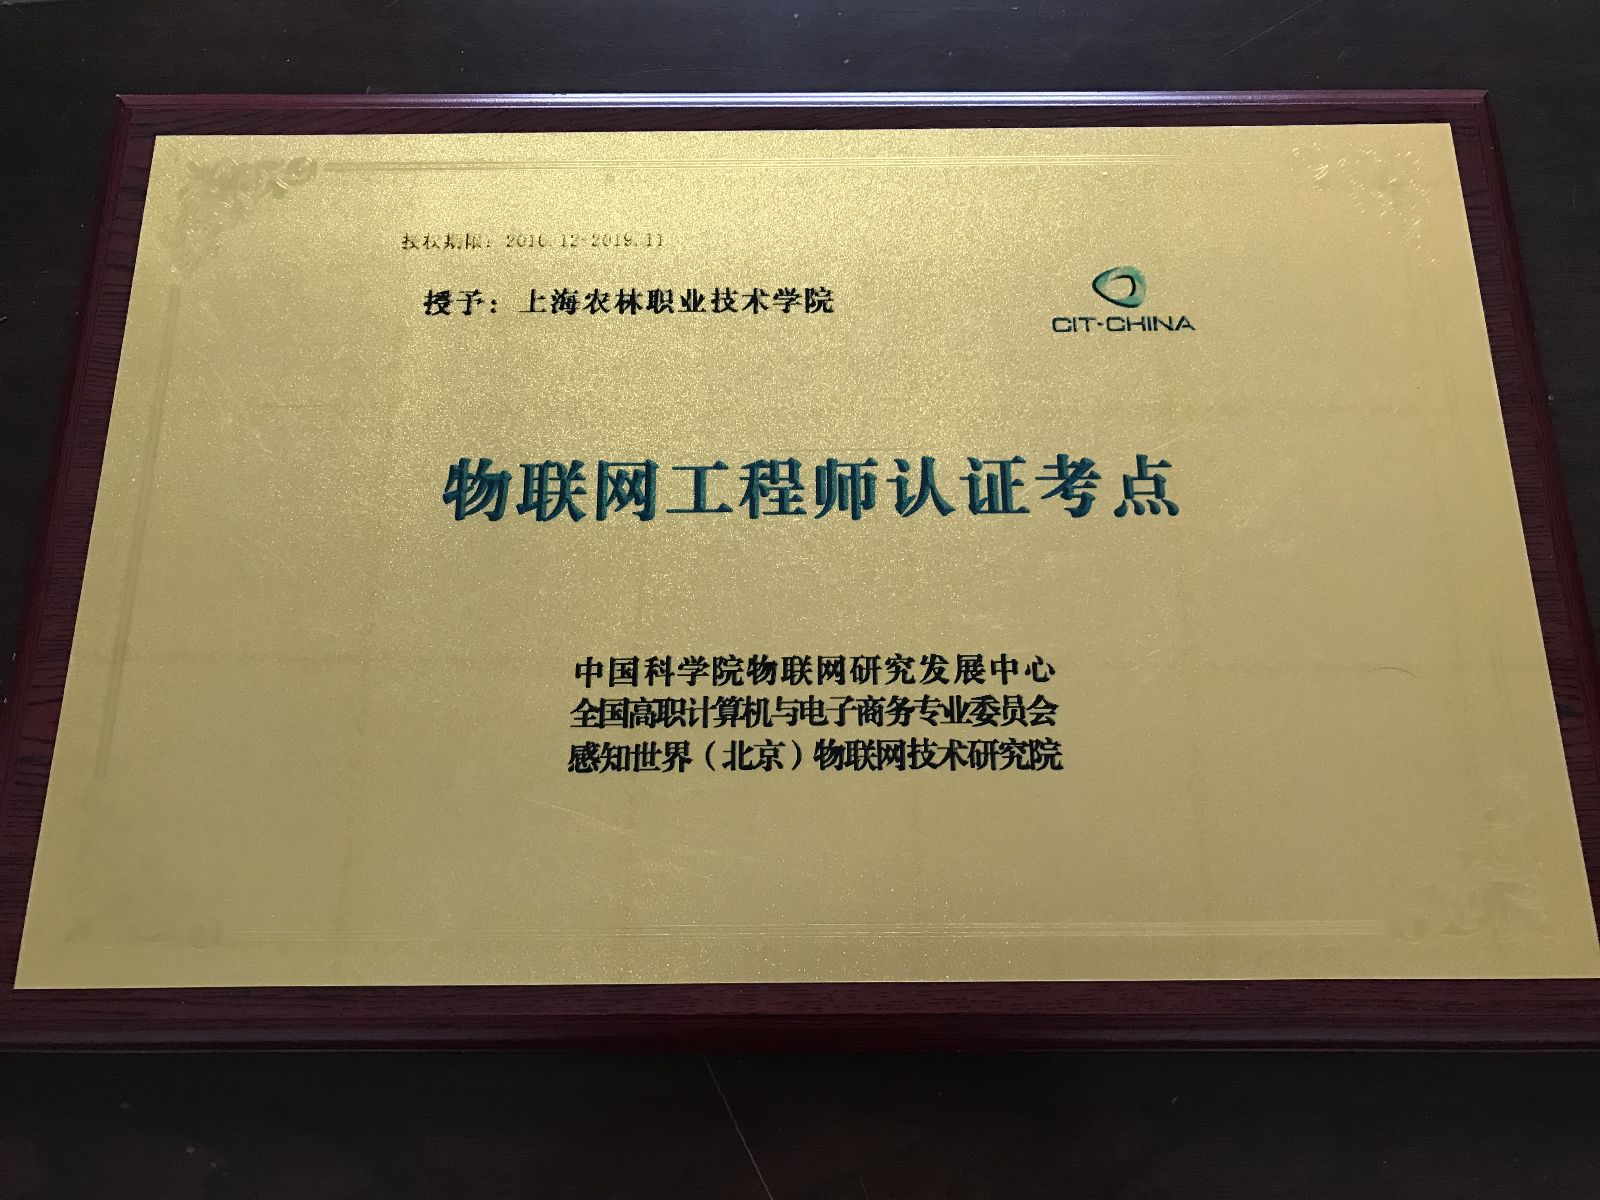 授权期限：2016.12-2019.11
授予：上海农林职业技术学院
CIT-CHINA
物联网工程师认证考点
中国科学院物联网研究发展中心
全国高职计算机与电子商务专业委员会
感知世界（北京）物联网技术研究院